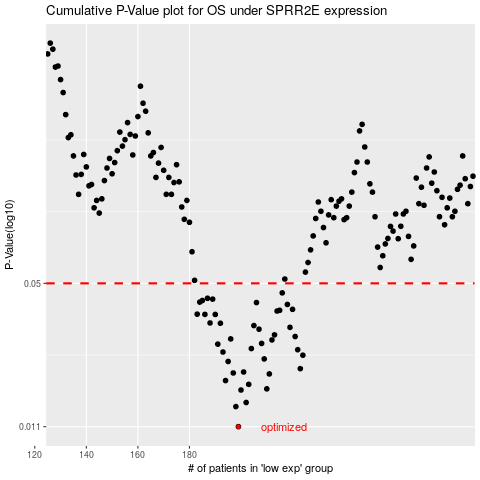 Cumulative P-Value plot for OS under SPRR2E expression
P-Value(log10)
0.05
0.011
optimized
120 140 160 180
# of patients in 'low exp' group